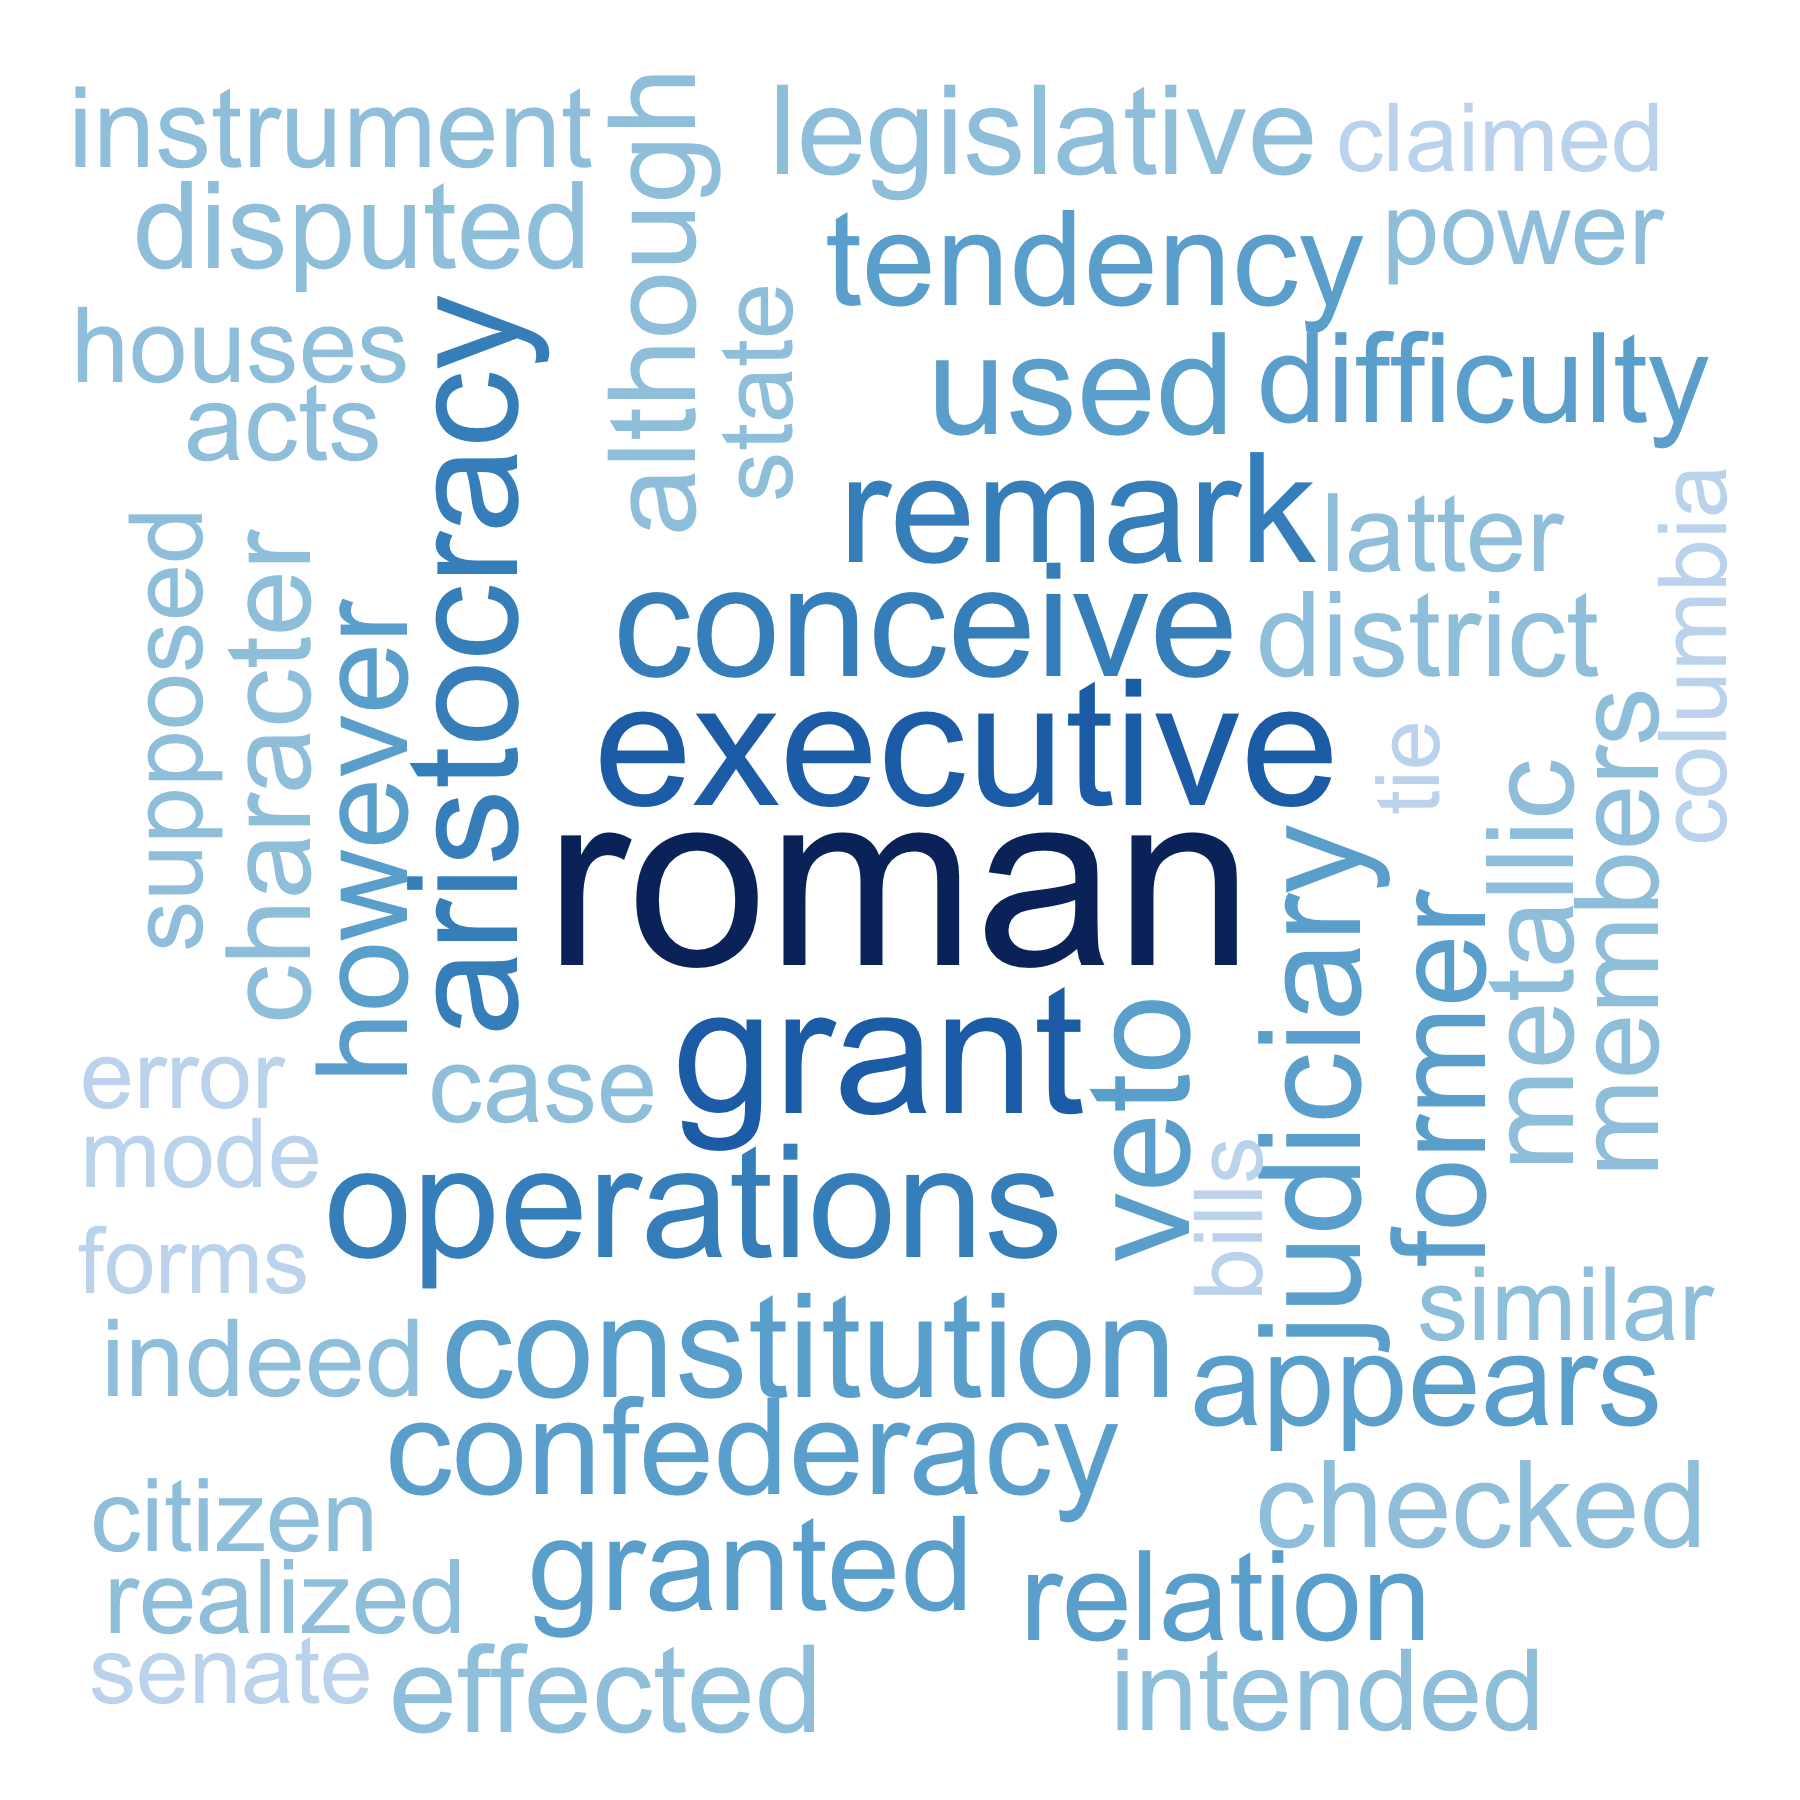 instrument
although
legislative
claimed
disputed
tendency
power
houses
acts
aristocracy
state
used
difficulty
remark
latter
columbia
supposed
character
however
conceive
district
executive
tie
members
metallic
roman
judiciary
former
grant
veto
error
case
mode
operations
bills
forms
similar
indeed
constitution
appears
confederacy
citizen
checked
granted
realized
relation
senate
effected
intended